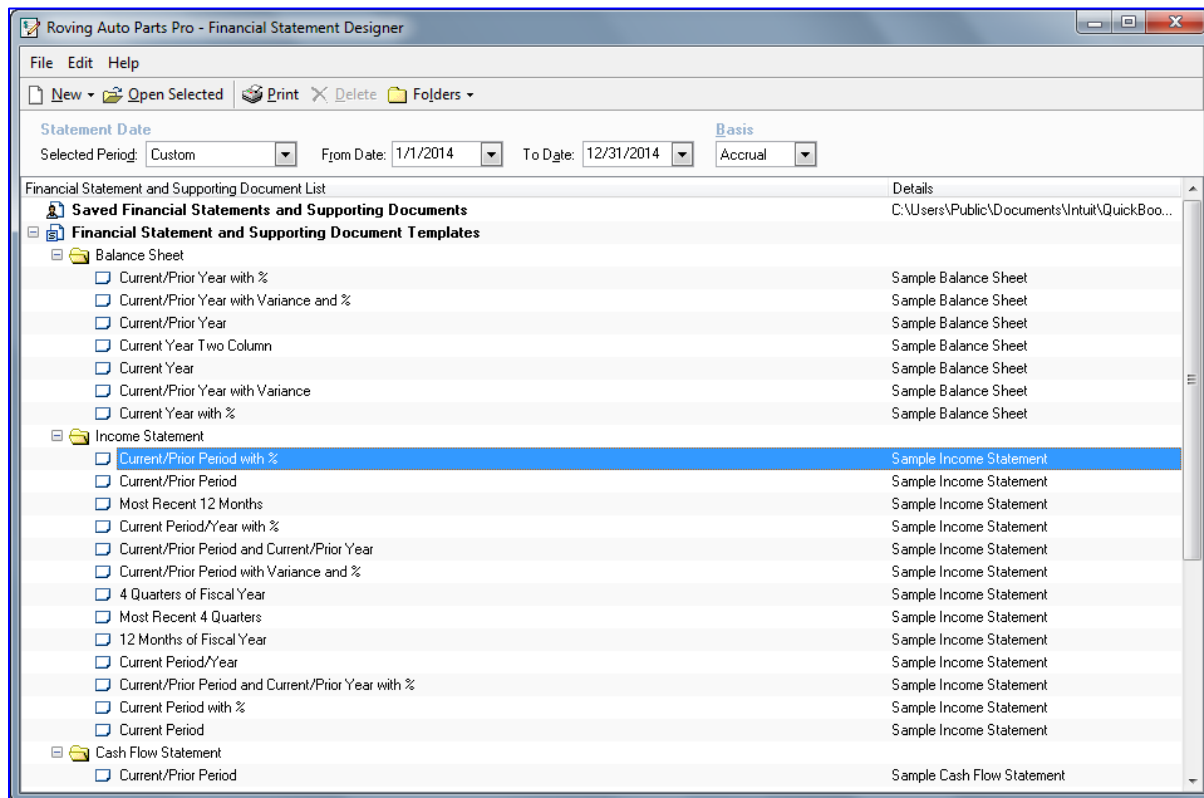 Roving Auto Parts Pro - Financial Statement Designer
File Edit Help
New Open Selected Print Delete Folders
Statement Date Basis
Selected Period: Custom From Date: 1/1/2014 To Date: 12/31/2014 Accrual
Financial Statement and Supporting Document List Details
Saved Financial Statements and Supporting Documents C:\Users\Public\Documents\Intuit\QuickBoo...
Financial Statement and Supporting Document Templates
Balance Sheet
Current/Prior Year with % Sample Balance Sheet
Current/Prior Year with Variance and % Sample Balance Sheet
Current/Prior Year Sample Balance Sheet
Current Year Two Column Sample Balance Sheet
Current Year Sample Balance Sheet
Current/Prior Year with Variance Sample Balance Sheet
Current Year with % Sample Balance Sheet
Income Statement
Current/Prior Period with % Sample Income Statement
Current/Prior Period Sample Income Statement
Most Recent 12 Months Sample Income Statement
Current Period/Year with % Sample Income Statement
Current/Prior Period and Current/Prior Year Sample Income Statement
Current/Prior Period with Variance and % Sample Income Statement
4 Quarters of Fiscal Year Sample Income Statement
Most Recent 4 Quarters Sample Income Statement
12 Months of Fiscal Year Sample Income Statement
Current Period/Year Sample Income Statement
Current/Prior Period and Current/Prior Year with % Sample Income Statement
Current Period with % Sample Income Statement
Current Period Sample Income Statement
Cash Flow Statement
Current/Prior Period Sample Cash Flow Statement